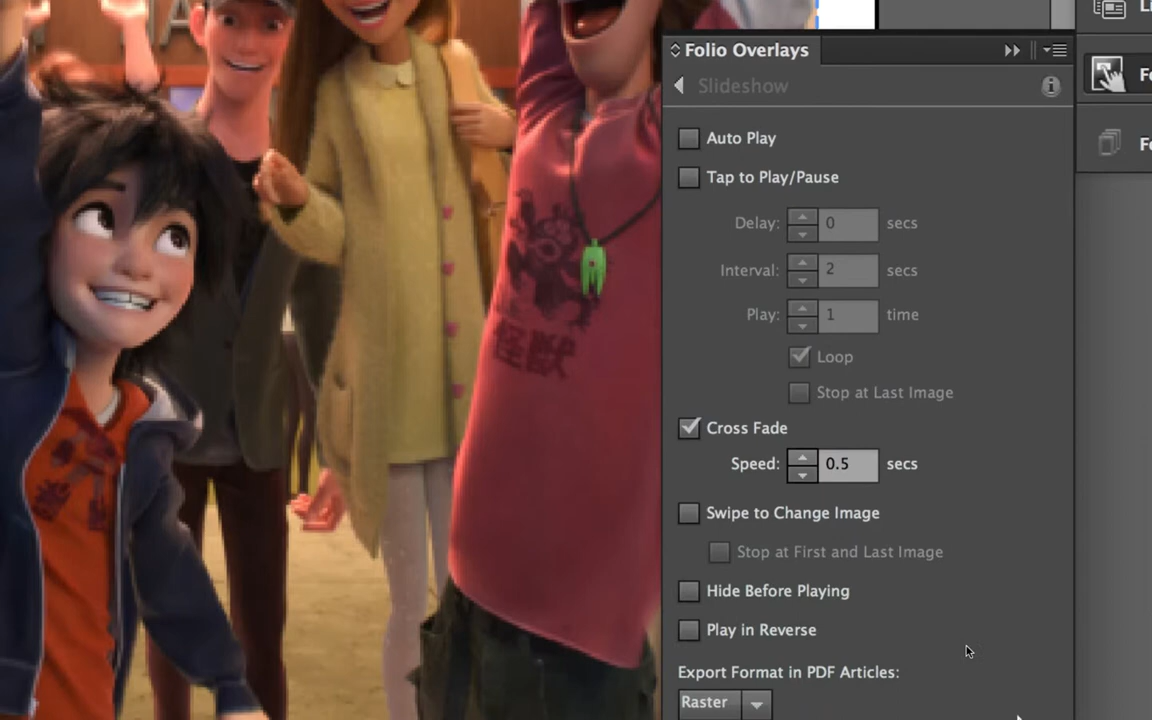 Folio Overlays
Slideshow
Auto Play
Tap to Play/Pause
Delay: 0 secs
Interval: 2 secs
Play: 1 time
Loop
Stop at Last Image
Cross Fade
Speed: 0.5 secs
Swipe to Change Image
Stop at First and Last Image
Hide Before Playing
Play in Reverse
Export Format in PDF Articles:
Raster
怪獣